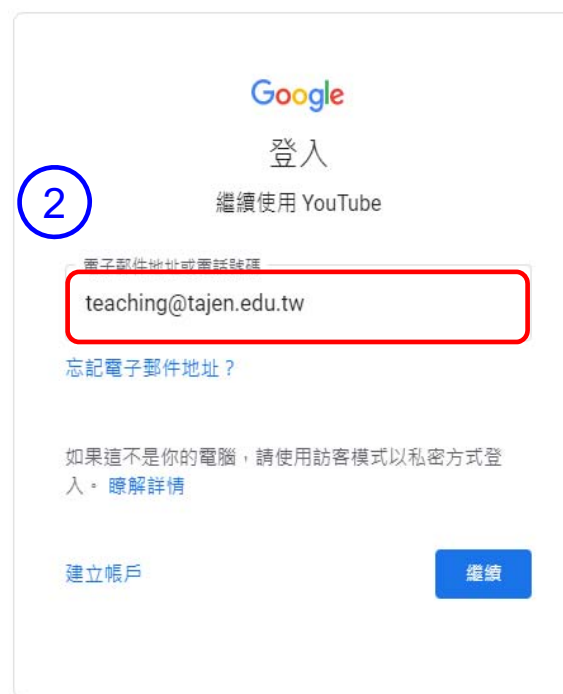 Google
登入
2
繼續使用 YouTube
電子郵件地址或電話號碼
teaching@tajen.edu.tw
忘記電子郵件地址？
如果這不是你的電腦，請使用訪客模式以私密方式登
入。瞭解詳情
建立帳戶
繼續